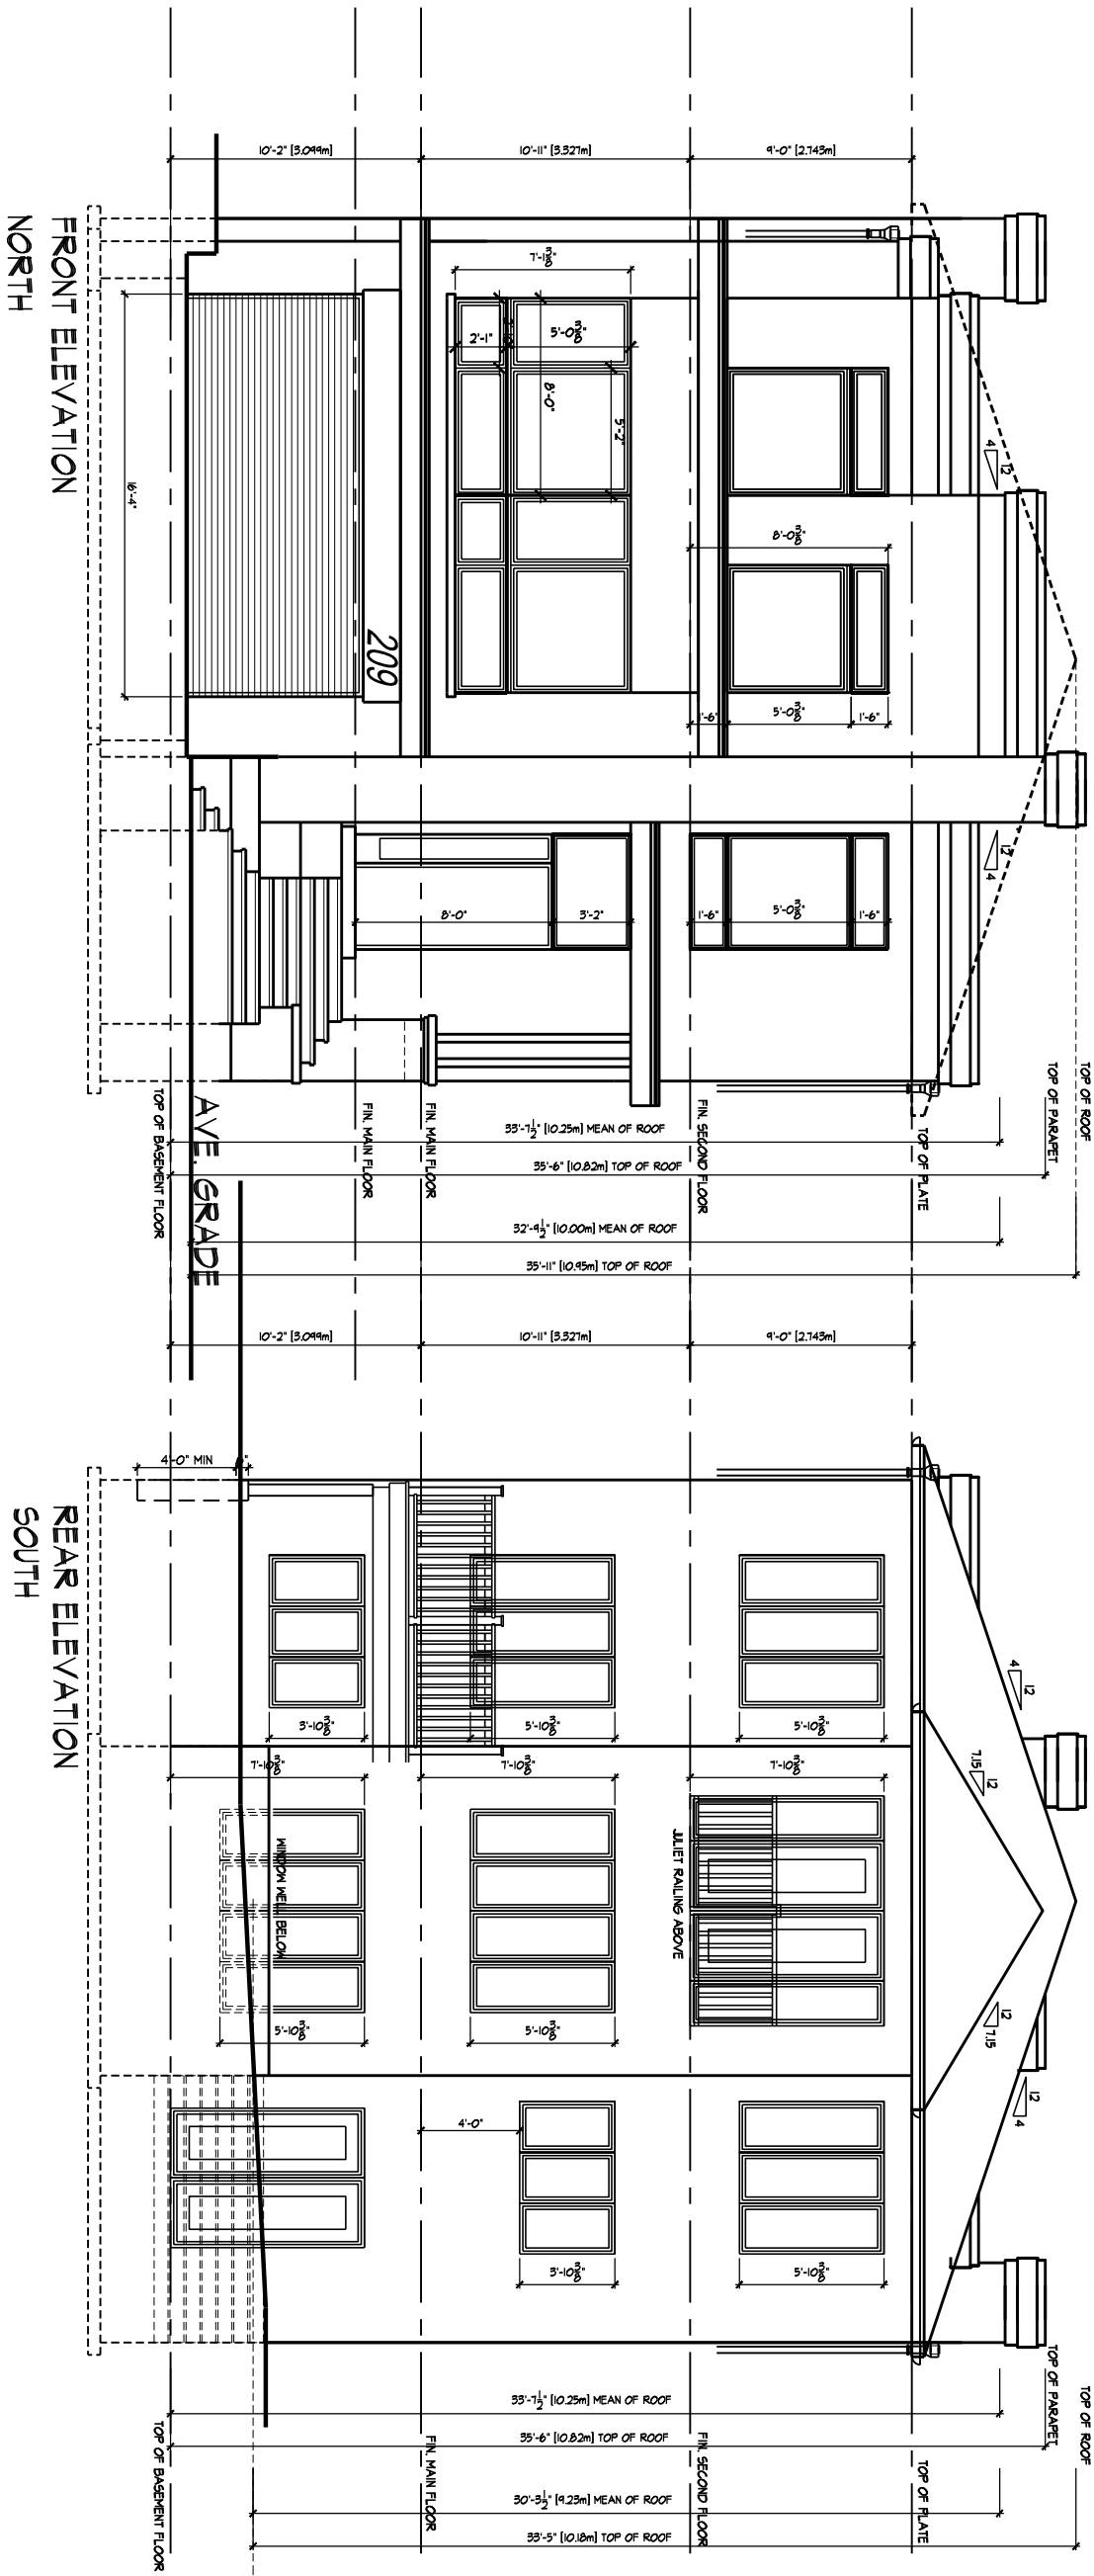 TOP OF ROOF
TOP OF PARAPET
TOP OF PLATE
FIN. SECOND FLOOR
FIN. MAIN FLOOR
FIN. MAIN FLOOR
TOP OF BASEMENT FLOOR
AVE. GRADE
9'-0" [2.743m]
10'-11" [3.327m]
10'-2" [3.099m]
4
12
12
4
7'-1 3/8"
2'-1"
5'-0 3/8"
8'-0"
5'-2"
8'-0 3/8"
1'-6"
5'-0 3/8"
1'-6"
1'-6"
5'-0 3/8"
1'-6"
8'-0"
3'-2"
209
16'-4"
33'-7 1/2" [10.25m] MEAN OF ROOF
35'-6" [10.82m] TOP OF ROOF
32'-9 1/2" [10.00m] MEAN OF ROOF
35'-11" [10.95m] TOP OF ROOF
FRONT ELEVATION
NORTH
9'-0" [2.743m]
10'-11" [3.327m]
10'-2" [3.099m]
4'-0" MIN
4
12
7.15
12
12
7.15
12
4
3'-10 3/8"
5'-10 3/8"
5'-10 3/8"
7'-10 3/8"
7'-10 3/8"
7'-10 3/8"
JULIET RAILING ABOVE
WINDOW WELL BELOW
5'-10 3/8"
5'-10 3/8"
4'-0"
3'-10 3/8"
5'-10 3/8"
33'-7 1/2" [10.25m] MEAN OF ROOF
35'-6" [10.82m] TOP OF ROOF
30'-3 1/2" [9.23m] MEAN OF ROOF
33'-5" [10.18m] TOP OF ROOF
TOP OF ROOF
TOP OF PARAPET
TOP OF PLATE
FIN. SECOND FLOOR
FIN. MAIN FLOOR
TOP OF BASEMENT FLOOR
REAR ELEVATION
SOUTH